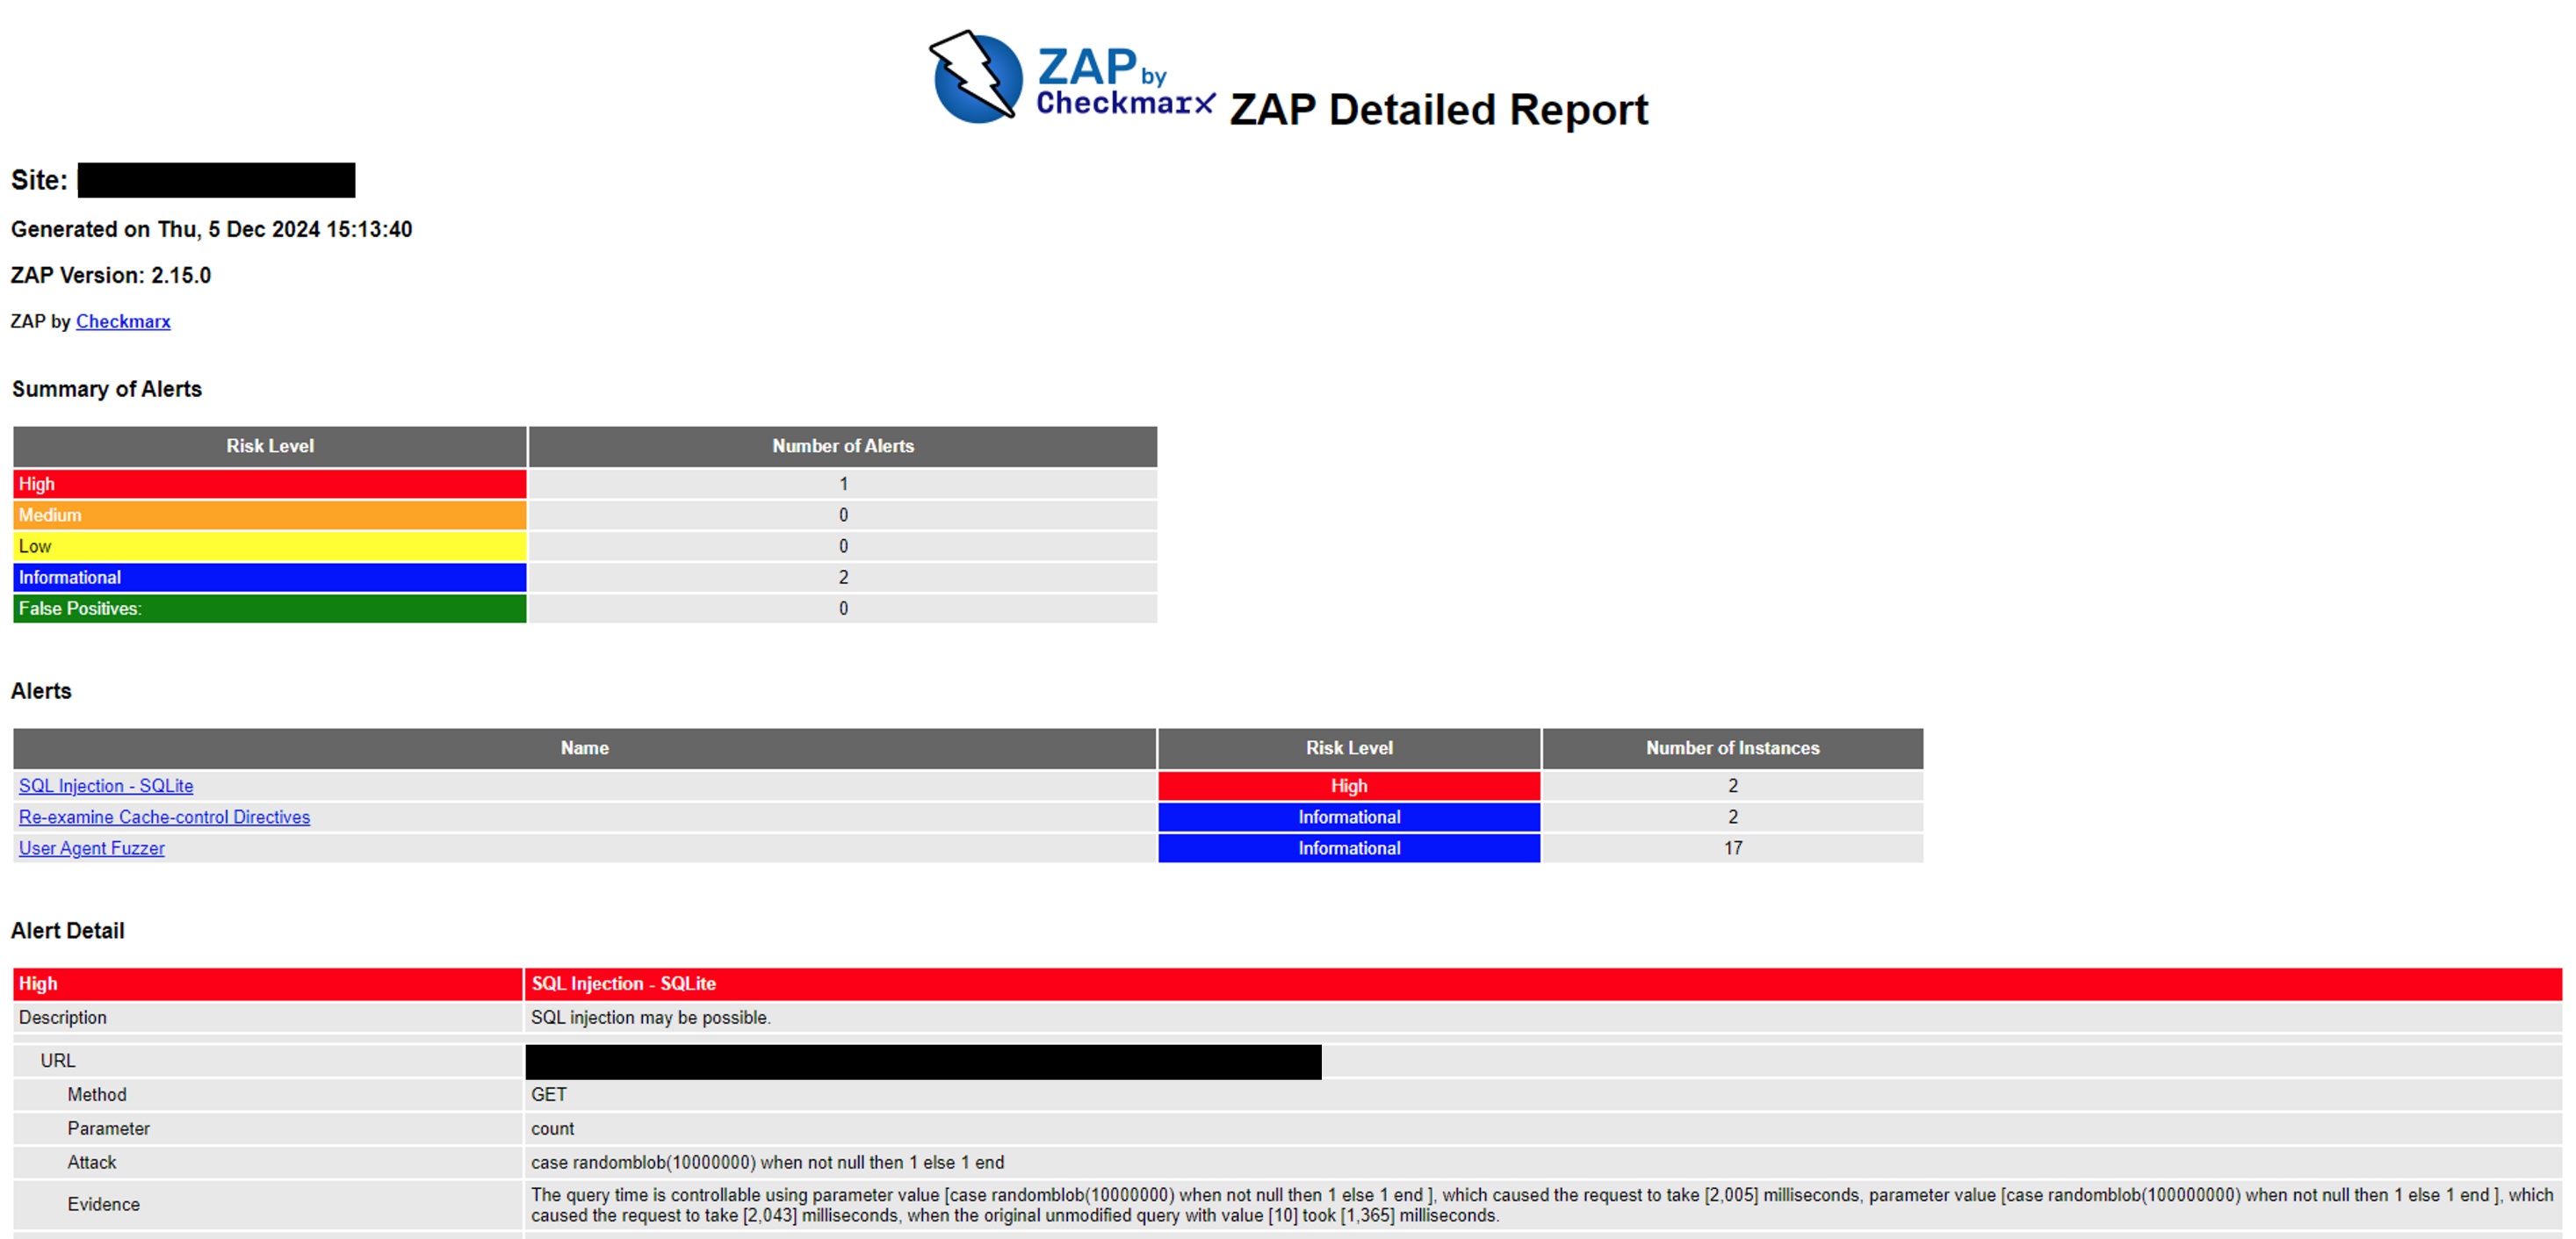 ZAP by
Checkmarx ZAP Detailed Report
Site:
Generated on Thu, 5 Dec 2024 15:13:40
ZAP Version: 2.15.0
ZAP by Checkmarx
Summary of Alerts
Risk Level Number of Alerts
High 1
Medium 0
Low 0
Informational 2
False Positives: 0
Alerts
Name Risk Level Number of Instances
SQL Injection - SQLite High 2
Re-examine Cache-control Directives Informational 2
User Agent Fuzzer Informational 17
Alert Detail
High SQL Injection - SQLite
Description SQL injection may be possible.
URL
Method GET
Parameter count
Attack case randomblob(10000000) when not null then 1 else 1 end
Evidence The query time is controllable using parameter value [case randomblob(10000000) when not null then 1 else 1 end ], which caused the request to take [2,005] milliseconds, parameter value [case randomblob(100000000) when not null then 1 else 1 end ], which
caused the request to take [2,043] milliseconds, when the original unmodified query with value [10] took [1,365] milliseconds.